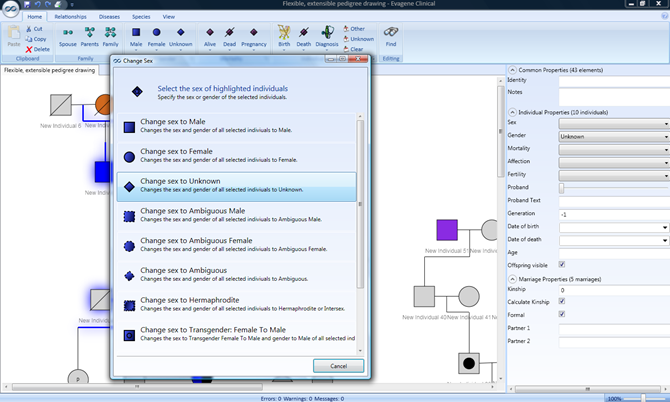 Flexible, extensible pedigree drawing - Evagene Clinical
Home Relationships Diseases Species View
Paste Cut Copy Delete
Spouse Parents Family
Male Female Unknown
Alive Dead Pregnancy
Birth Death Diagnosis
Other Unknown Clear
Find
Clipboard Family Editing
Flexible, extensible pedigree drawing
Change Sex
Select the sex of highlighted individuals
Specify the sex or gender of the selected individuals.
Change sex to Male
Changes the sex and gender of all selected indivicuals to Male.
Change sex to Female
Changes the sex and gender of all selected indivicuals to Female.
Change sex to Unknown
Changes the sex and gender of all selected indivicuals to Unknown.
Change sex to Ambiguous Male
Changes the sex and gender of all selected indivicuals to Ambiguous Male.
Change sex to Ambiguous Female
Changes the sex and gender of all selected indivicuals to Ambiguous Female.
Change sex to Ambiguous
Changes the sex and gender of all selected indivicuals to Ambiguous.
Change sex to Hermaphrodite
Changes the sex and gender of all selected indivicuals to Hermaphrodite or Intersex.
Change sex to Transgender: Female To Male
Changes the sex to Transgender Female To Male and gender to Male of all selected ind
Cancel
New Individual 6
New Indi
New Individ
New Individua
New Individual 51
New Individu
New Individual 40
New Individual 41
New
P
Common Properties (43 elements)
Identity
Notes
Individual Properties (10 individuals)
Sex
Gender Unknown
Mortality
Affection
Fertility
Proband
Proband Text
Generation -1
Date of birth
Date of death
Age
Offspring visible
Marriage Properties (5 marriages)
Kinship 0
Calculate Kinship
Formal
Partner 1
Partner 2
Errors: 0 Warnings: 0 Messages: 0
100%